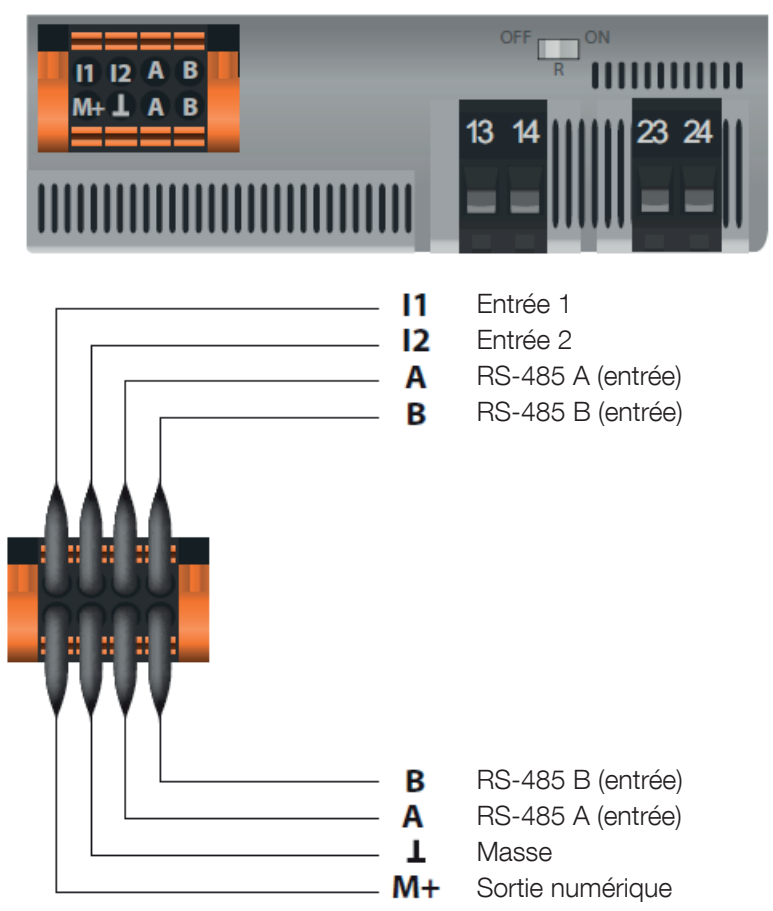 OFF ON
R
I1 I2 A B
M+ ⊥ A B
13 14 23 24
I1 Entrée 1
I2 Entrée 2
A RS-485 A (entrée)
B RS-485 B (entrée)
B RS-485 B (entrée)
A RS-485 A (entrée)
⊥ Masse
M+ Sortie numérique